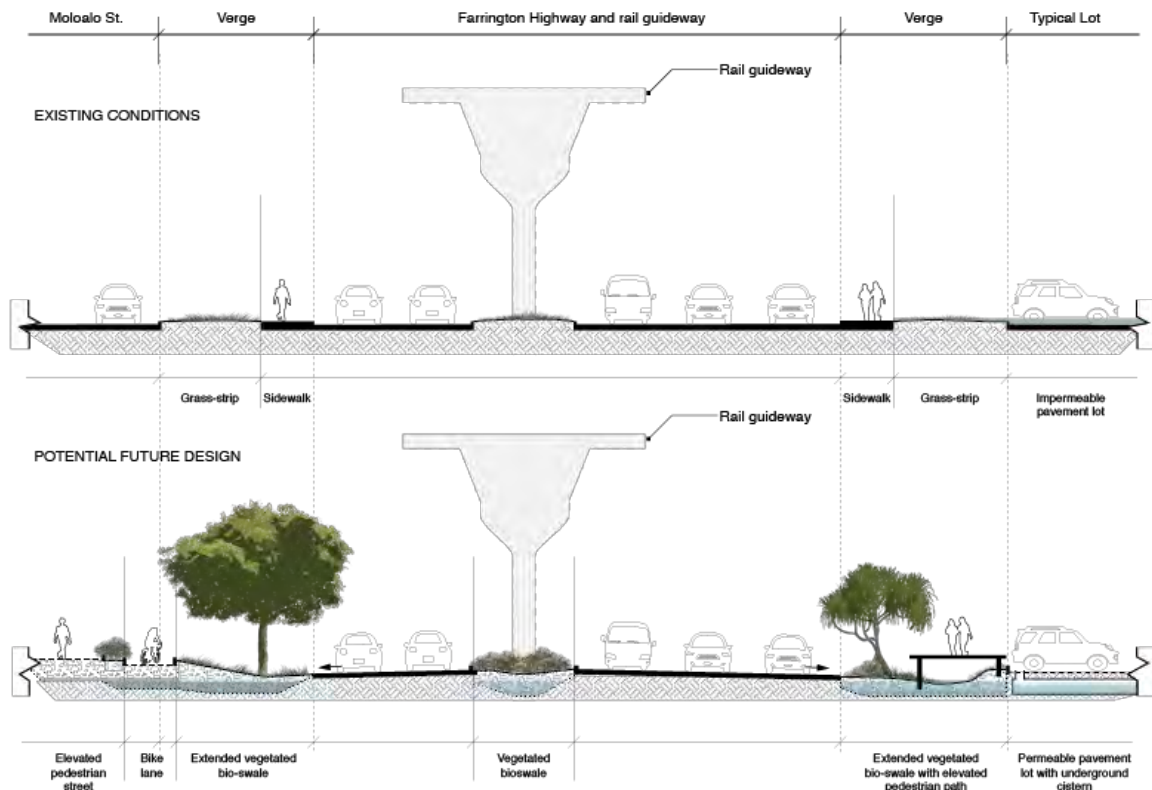 Moloalo St.
Verge
Farrington Highway and rail guideway
Verge
Typical Lot
Rail guideway
EXISTING CONDITIONS
Grass-strip
Sidewalk
Sidewalk
Grass-strip
Impermeable
pavement lot
Rail guideway
POTENTIAL FUTURE DESIGN
Elevated
pedestrian
street
Bike
lane
Extended vegetated
bio-swale
Vegetated
bioswale
Extended vegetated
bio-swale with elevated
pedestrian path
Permeable pavement
lot with underground
cistern